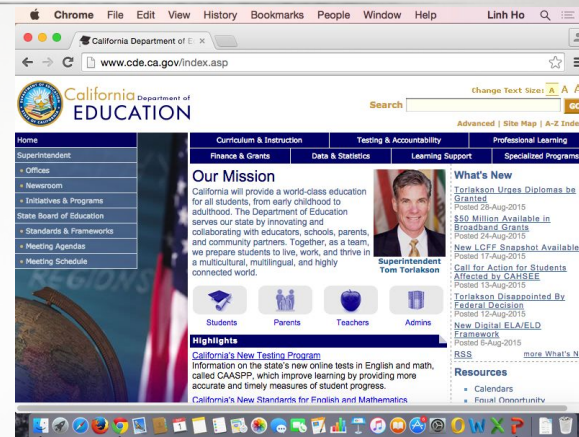 Chrome File Edit View History Bookmarks People Window Help Linh Ho
California Department of E
www.cde.ca.gov/index.asp
California Department of
EDUCATION
Change Text Size: A A A
Search GO
Advanced | Site Map | A-Z Inde
Home
Superintendent
Offices
Newsroom
Initiatives & Programs
State Board of Education
Standards & Frameworks
Meeting Agendas
Meeting Schedule
Curriculum & Instruction Testing & Accountability Professional Learning
Finance & Grants Data & Statistics Learning Support Specialized Programs
Our Mission
California will provide a world-class education
for all students, from early childhood to
adulthood. The Department of Education
serves our state by innovating and
collaborating with educators, schools, parents,
and community partners. Together, as a team,
we prepare students to live, work, and thrive in
a multicultural, multilingual, and highly
connected world.
Superintendent
Tom Torlakson
Students Parents Teachers Admins
Highlights
California's New Testing Program
Information on the state's new online tests in English and math,
called CAASPP, which improve learning by providing more
accurate and timely measures of student progress.
California's New Standards for English and Mathematics
What's New
Torlakson Urges Diplomas be
Granted
Posted 28-Aug-2015
$50 Million Available in
Broadband Grants
Posted 24-Aug-2015
New LCFF Snapshot Available
Posted 17-Aug-2015
Call for Action for Students
Affected by CAHSEE
Posted 13-Aug-2015
Torlakson Disappointed By
Federal Decision
Posted 12-Aug-2015
New Digital ELA/ELD
Framework
Posted 6-Aug-2015
RSS more What's N
Resources
Calendars
Equal Opportunity